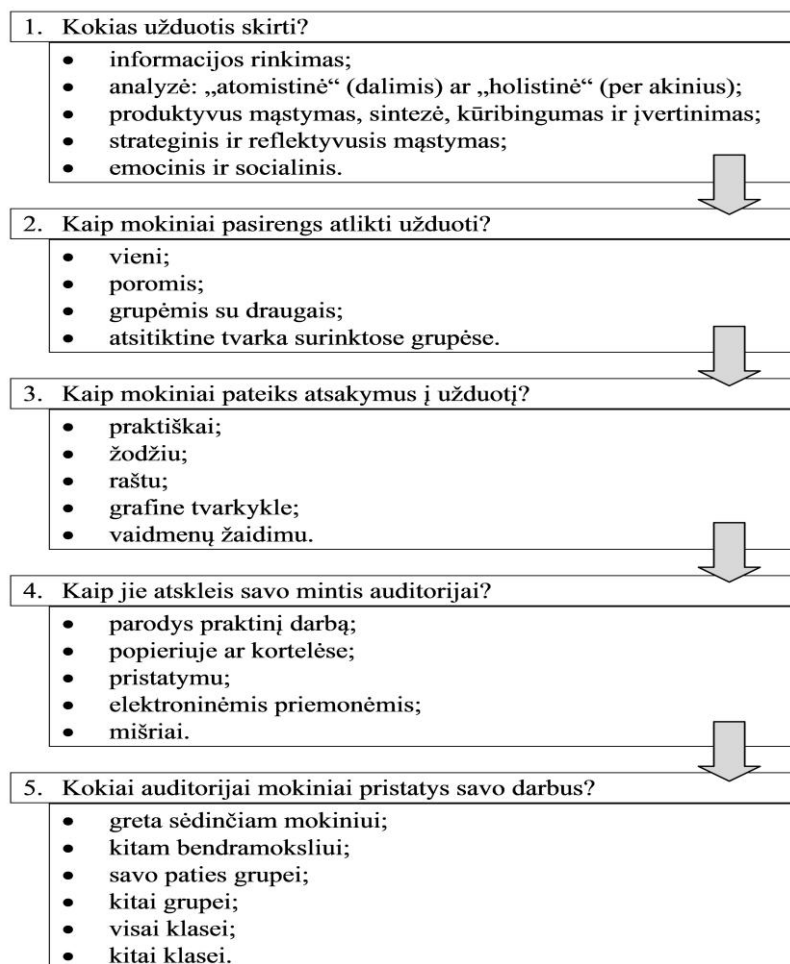 1. Kokias užduotis skirti?
• informacijos rinkimas;
• analyzė: „atomistinė“ (dalimis) ar „holistinė“ (per akinius);
• produktyvus mąstymas, sintezė, kūribingumas ir įvertinimas;
• strateginis ir reflektyvusis mąstymas;
• emocinis ir socialinis.
2. Kaip mokiniai pasirengs atlikti užduoti?
• vieni;
• poromis;
• grupėmis su draugais;
• atsitiktine tvarka surinktose grupėse.
3. Kaip mokiniai pateiks atsakymus į užduotį?
• praktiškai;
• žodžiu;
• raštu;
• grafine tvarkykle;
• vaidmenų žaidimu.
4. Kaip jie atskleis savo mintis auditorijai?
• parodys praktinį darbą;
• popieriuje ar kortelėse;
• pristatymu;
• elektroninėmis priemonėmis;
• mišriai.
5. Kokiai auditorijai mokiniai pristatys savo darbus?
• greta sėdinčiam mokiniui;
• kitam bendramoksliui;
• savo paties grupei;
• kitai grupei;
• visai klasei;
• kitai klasei.